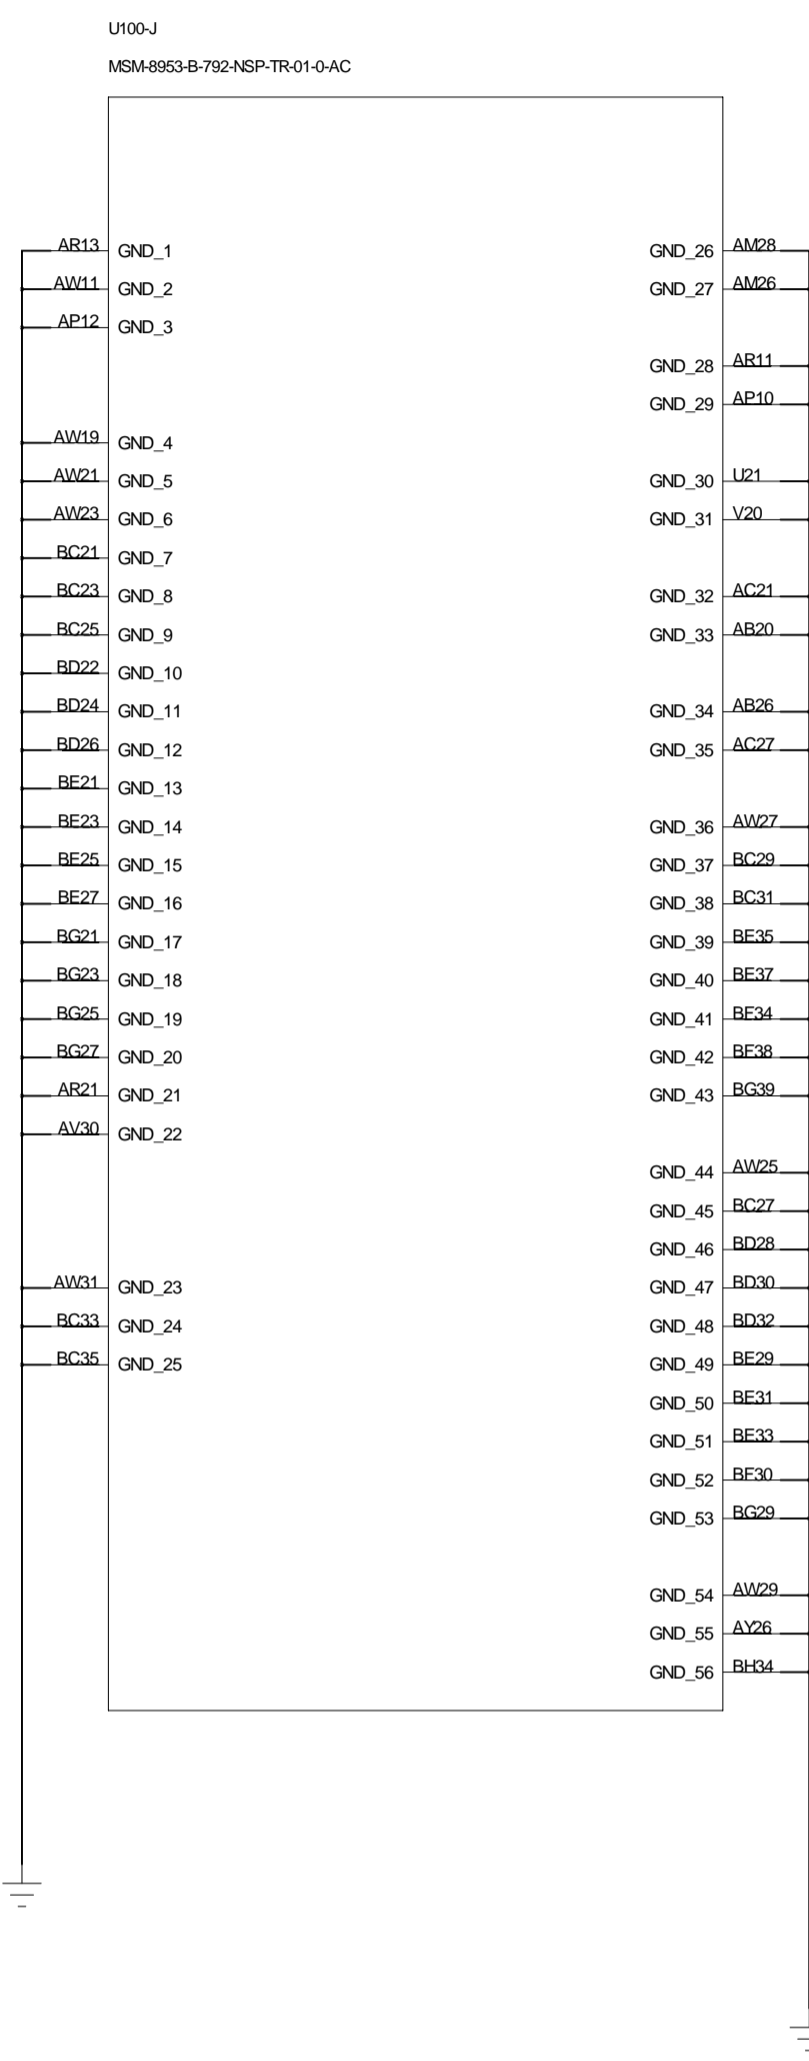 U100-J
MSM-8953-B-792-NSP-TR-01-0-AC
AR13 GND_1 GND_26 AM28
AW11 GND_2 GND_27 AM26
AP12 GND_3
GND_28 AR11
GND_29 AP10
AW19 GND_4
AW21 GND_5 GND_30 U21
AW23 GND_6 GND_31 V20
BC21 GND_7
BC23 GND_8 GND_32 AC21
BC25 GND_9 GND_33 AB20
BD22 GND_10
BD24 GND_11 GND_34 AB26
BD26 GND_12 GND_35 AC27
BE21 GND_13
BE23 GND_14 GND_36 AW27
BE25 GND_15 GND_37 BC29
BE27 GND_16 GND_38 BC31
BG21 GND_17 GND_39 BE35
BG23 GND_18 GND_40 BE37
BG25 GND_19 GND_41 BF34
BG27 GND_20 GND_42 BF38
AR21 GND_21 GND_43 BG39
AV30 GND_22
GND_44 AW25
GND_45 BC27
GND_46 BD28
AW31 GND_23 GND_47 BD30
BC33 GND_24 GND_48 BD32
BC35 GND_25 GND_49 BE29
GND_50 BE31
GND_51 BE33
GND_52 BF30
GND_53 BG29
GND_54 AW29
GND_55 AY26
GND_56 BH34